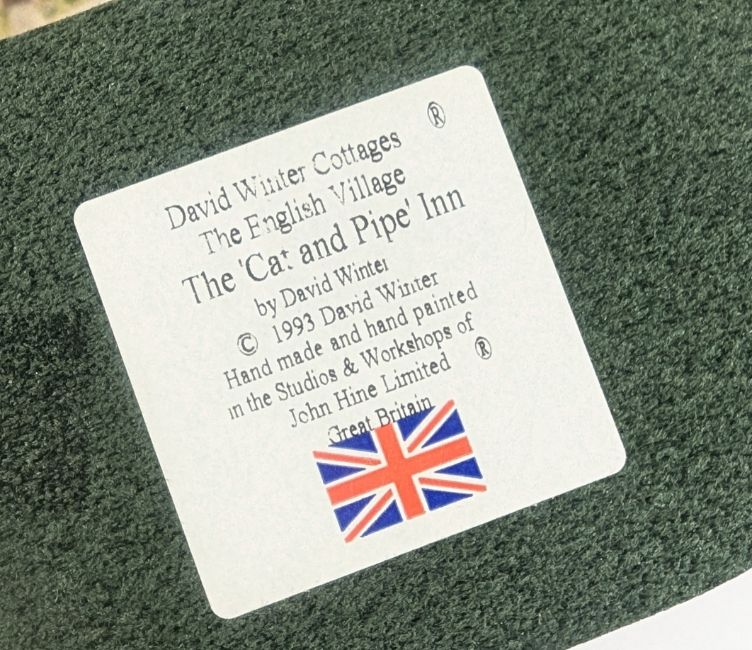 ®
David Winter Cottages
The English Village
The 'Cat and Pipe' Inn
by David Winter
© 1993 David Winter
Hand made and hand painted
in the Studios & Workshops of
John Hine Limited ®
Great Britain